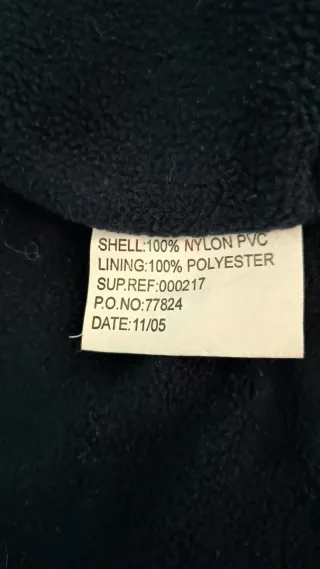 SHELL:100% NYLON PVC
LINING:100% POLYESTER
SUP.REF:000217
P.O.NO:77824
DATE:11/05